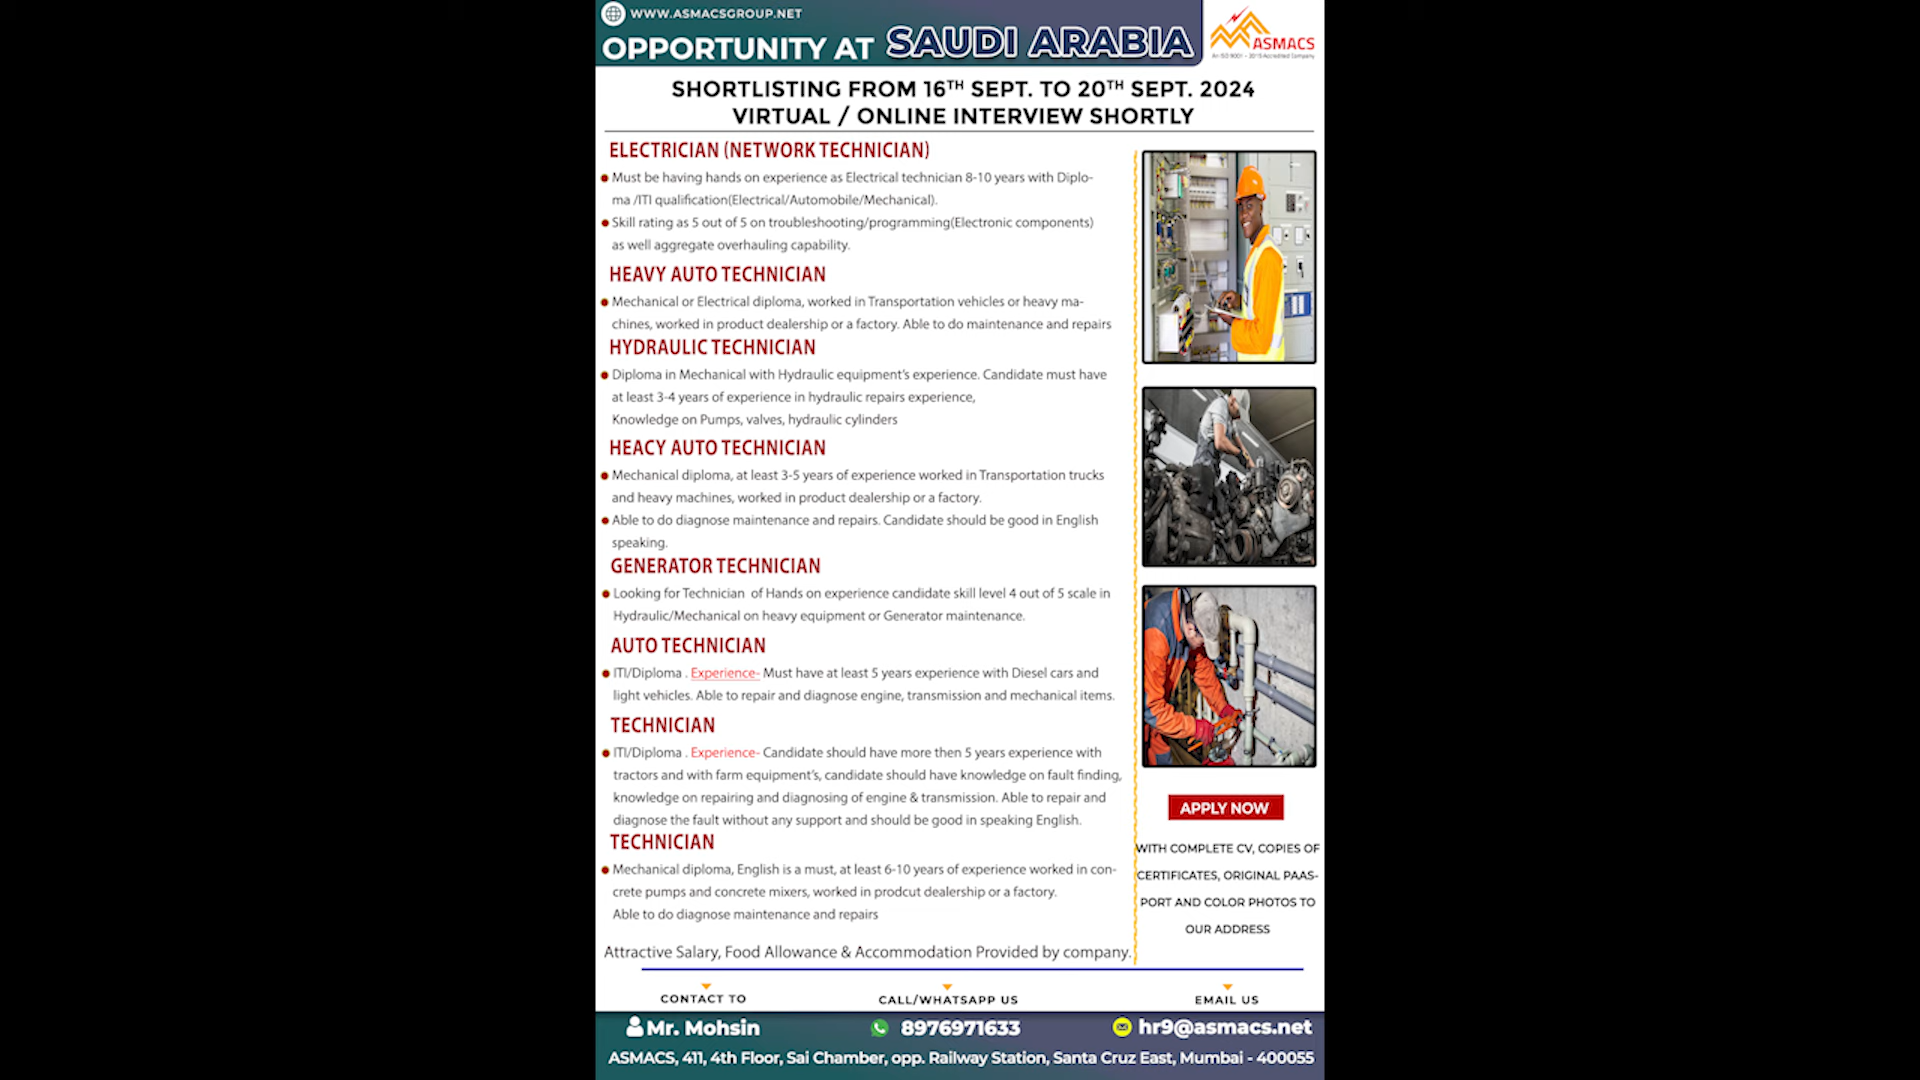 WWW.ASMACSGROUP.NET
OPPORTUNITY AT SAUDI ARABIA
ASMACS
An ISO 9001 - 2015 Accredited Company
SHORTLISTING FROM 16TH SEPT. TO 20TH SEPT. 2024
VIRTUAL / ONLINE INTERVIEW SHORTLY
ELECTRICIAN (NETWORK TECHNICIAN)
Must be having hands on experience as Electrical technician 8-10 years with Diplo-
ma /ITI qualification(Electrical/Automobile/Mechanical).
Skill rating as 5 out of 5 on troubleshooting/programming(Electronic components)
as well aggregate overhauling capability.
HEAVY AUTO TECHNICIAN
Mechanical or Electrical diploma, worked in Transportation vehicles or heavy ma-
chines, worked in product dealership or a factory. Able to do maintenance and repairs
HYDRAULIC TECHNICIAN
Diploma in Mechanical with Hydraulic equipment's experience. Candidate must have
at least 3-4 years of experience in hydraulic repairs experience,
Knowledge on Pumps, valves, hydraulic cylinders
HEACY AUTO TECHNICIAN
Mechanical diploma, at least 3-5 years of experience worked in Transportation trucks
and heavy machines, worked in product dealership or a factory.
Able to do diagnose maintenance and repairs. Candidate should be good in English
speaking.
GENERATOR TECHNICIAN
Looking for Technician of Hands on experience candidate skill level 4 out of 5 scale in
Hydraulic/Mechanical on heavy equipment or Generator maintenance.
AUTO TECHNICIAN
ITI/Diploma . Experience- Must have at least 5 years experience with Diesel cars and
light vehicles. Able to repair and diagnose engine, transmission and mechanical items.
TECHNICIAN
ITI/Diploma . Experience- Candidate should have more then 5 years experience with
tractors and with farm equipment's, candidate should have knowledge on fault finding,
knowledge on repairing and diagnosing of engine & transmission. Able to repair and
diagnose the fault without any support and should be good in speaking English.
TECHNICIAN
Mechanical diploma, English is a must, at least 6-10 years of experience worked in con-
crete pumps and concrete mixers, worked in prodcut dealership or a factory.
Able to do diagnose maintenance and repairs
Attractive Salary, Food Allowance & Accommodation Provided by company.
APPLY NOW
WITH COMPLETE CV, COPIES OF
CERTIFICATES, ORIGINAL PAAS-
PORT AND COLOR PHOTOS TO
OUR ADDRESS
CONTACT TO
Mr. Mohsin
CALL/WHATSAPP US
8976971633
EMAIL US
hr9@asmacs.net
ASMACS, 411, 4th Floor, Sai Chamber, opp. Railway Station, Santa Cruz East, Mumbai - 400055